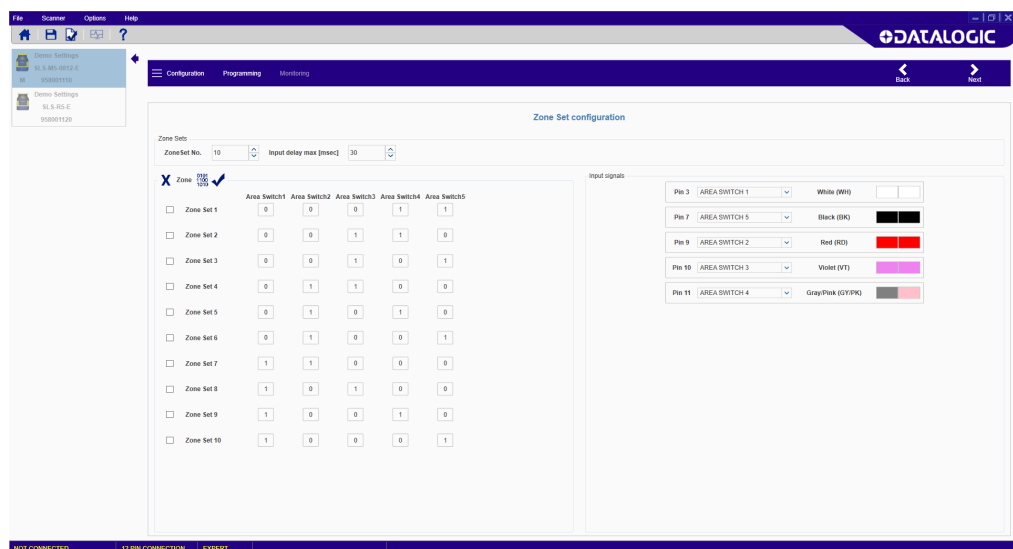 File Scanner Options Help
DATALOGIC
Demo Settings
SLS-M5-0812-E
M 958001110
Demo Settings
SLS-R5-E
958001120
Configuration Programming Monitoring Back Next
Zone Set configuration
Zone Sets
ZoneSet No. 10 Input delay max [msec] 30
X Zone 0101 1100 1010
Area Switch1 Area Switch2 Area Switch3 Area Switch4 Area Switch5
Zone Set 1 0 0 0 1 1
Zone Set 2 0 0 1 1 0
Zone Set 3 0 0 1 0 1
Zone Set 4 0 1 1 0 0
Zone Set 5 0 1 0 1 0
Zone Set 6 0 1 0 0 1
Zone Set 7 1 1 0 0 0
Zone Set 8 1 0 1 0 0
Zone Set 9 1 0 0 1 0
Zone Set 10 1 0 0 0 1
Input signals
Pin 3 AREA SWITCH 1 White (WH)
Pin 7 AREA SWITCH 5 Black (BK)
Pin 9 AREA SWITCH 2 Red (RD)
Pin 10 AREA SWITCH 3 Violet (VT)
Pin 11 AREA SWITCH 4 Gray/Pink (GY/PK)
NOT CONNECTED 12 PIN CONNECTION EXPERT